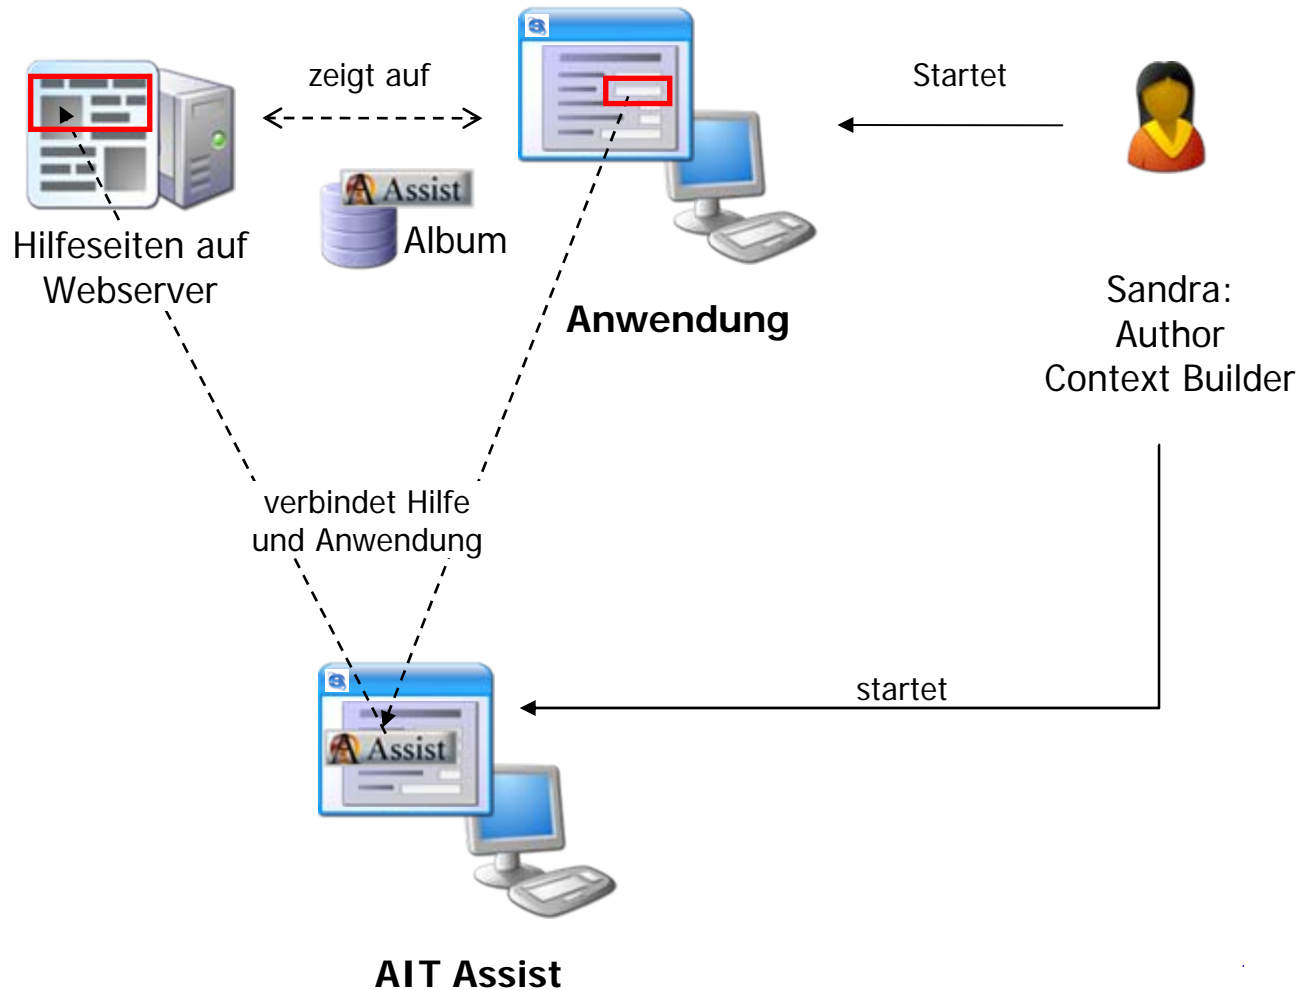 zeigt auf
Startet
Assist
Album
Hilfeseiten auf
Webserver
Anwendung
Sandra:
Author
Context Builder
verbindet Hilfe
und Anwendung
startet
Assist
AIT Assist